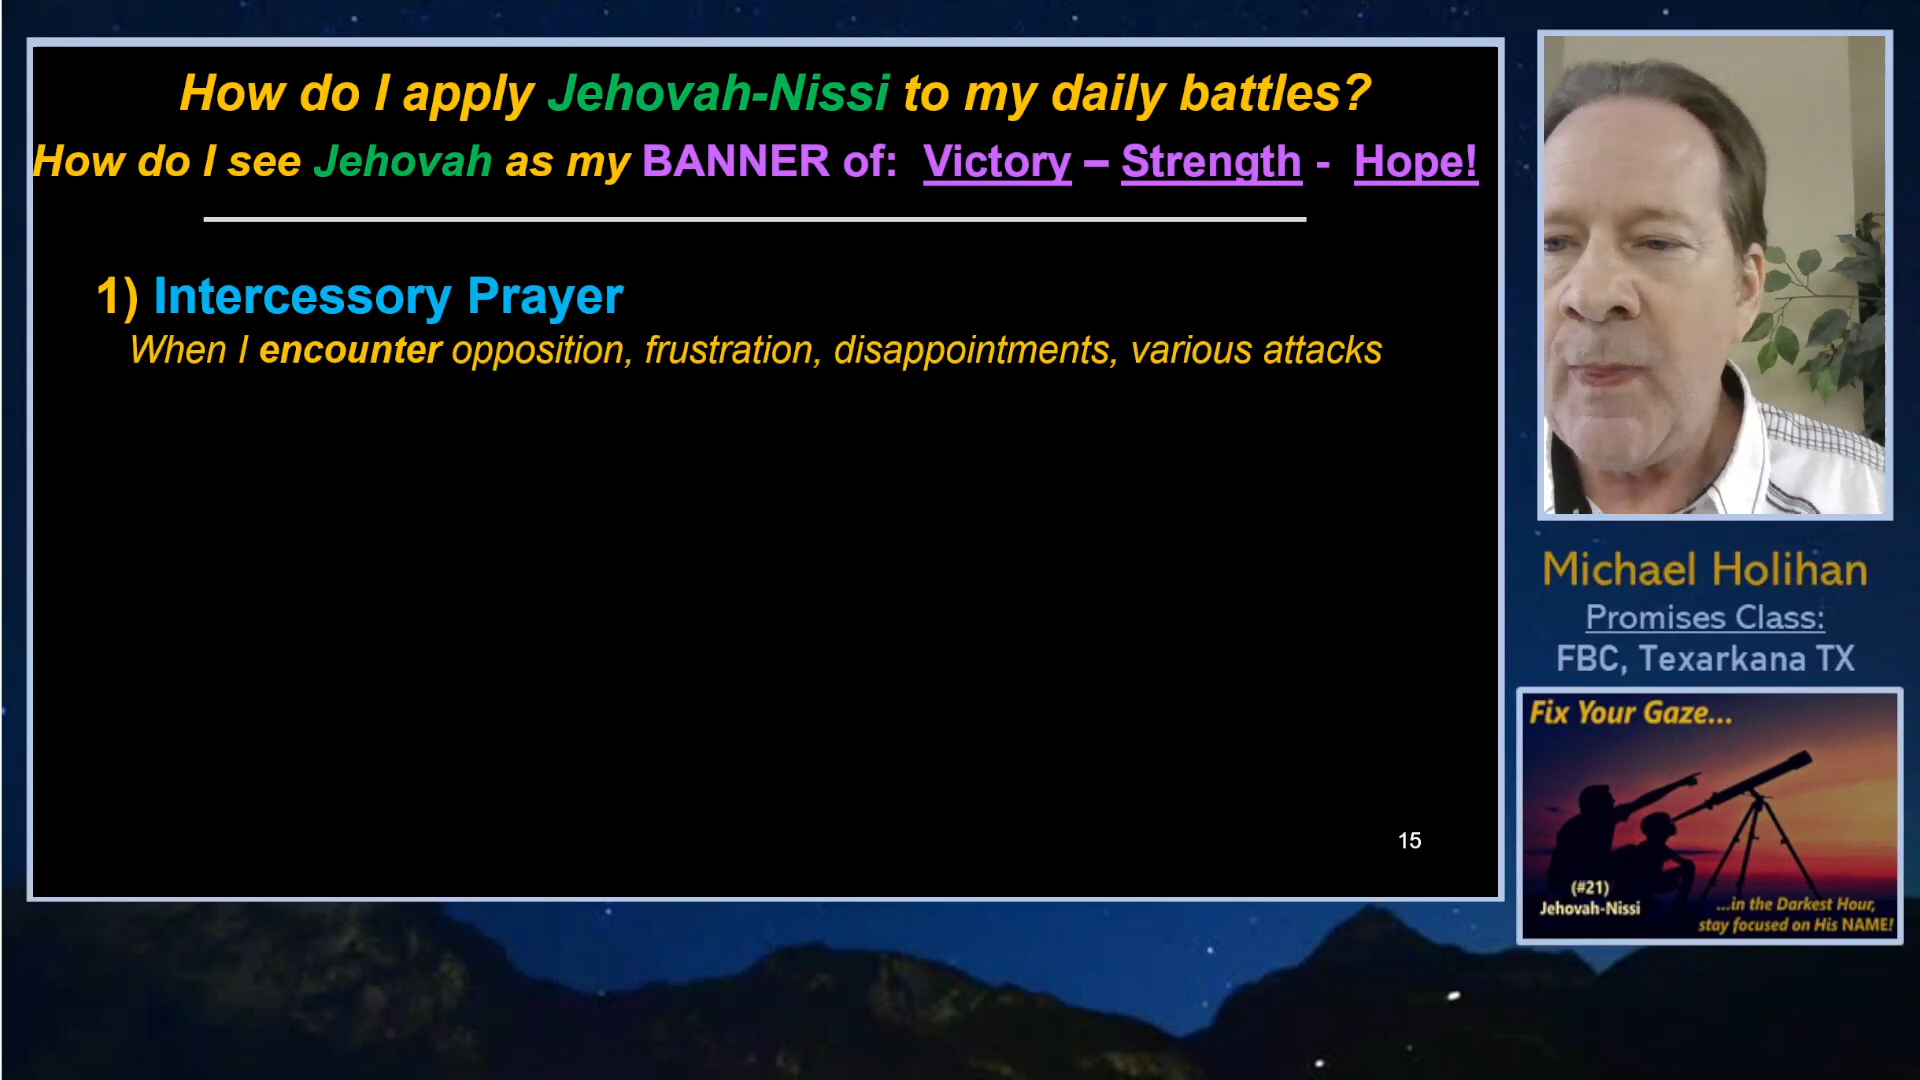 How do I apply Jehovah-Nissi to my daily battles?
How do I see Jehovah as my BANNER of: Victory – Strength - Hope!
1) Intercessory Prayer
When I encounter opposition, frustration, disappointments, various attacks
15
Michael Holihan
Promises Class:
FBC, Texarkana TX
Fix Your Gaze...
(#21)
Jehovah-Nissi
...in the Darkest Hour,
stay focused on His NAME!